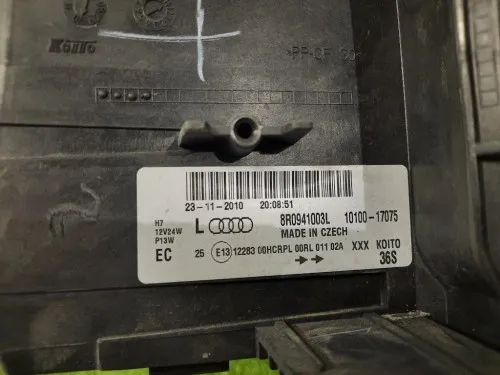 KOITO
PP-GF 30
23-11-2010 20:08:51
H7
12V24W
P13W
L 8R0941003L 10100-17075
MADE IN CZECH
EC 25 E13 12283 00HCRPL 00RL 011 02A XXX KOITO
36S